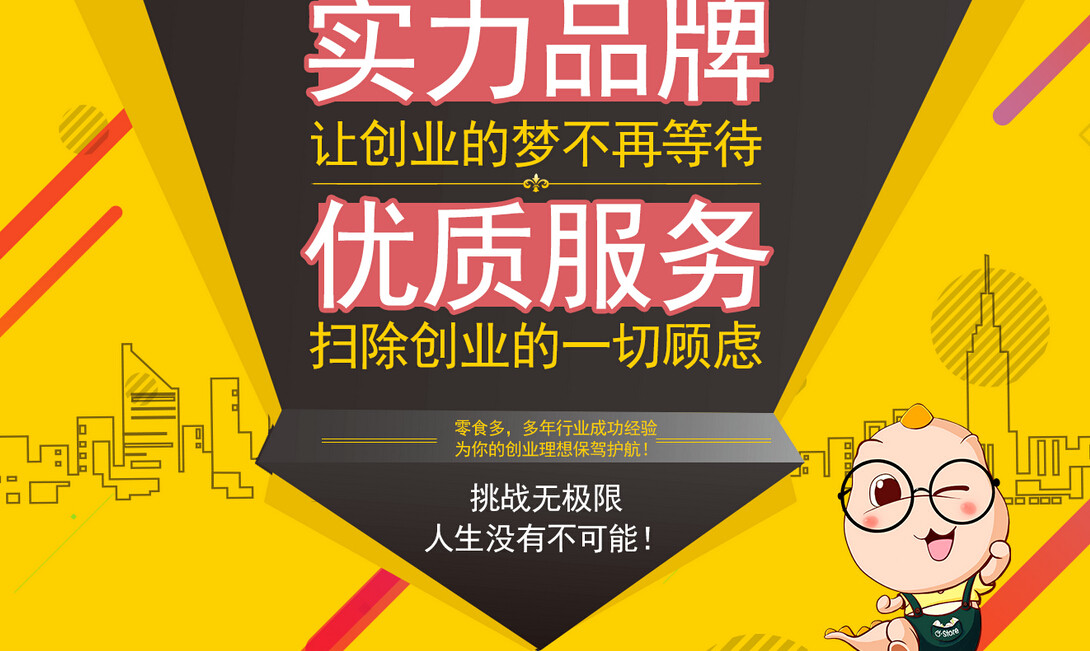 实力品牌
让创业的梦不再等待
优质服务
扫除创业的一切顾虑
零食多，多年行业成功经验
为你的创业理想保驾护航！
挑战无极限
人生没有不可能！